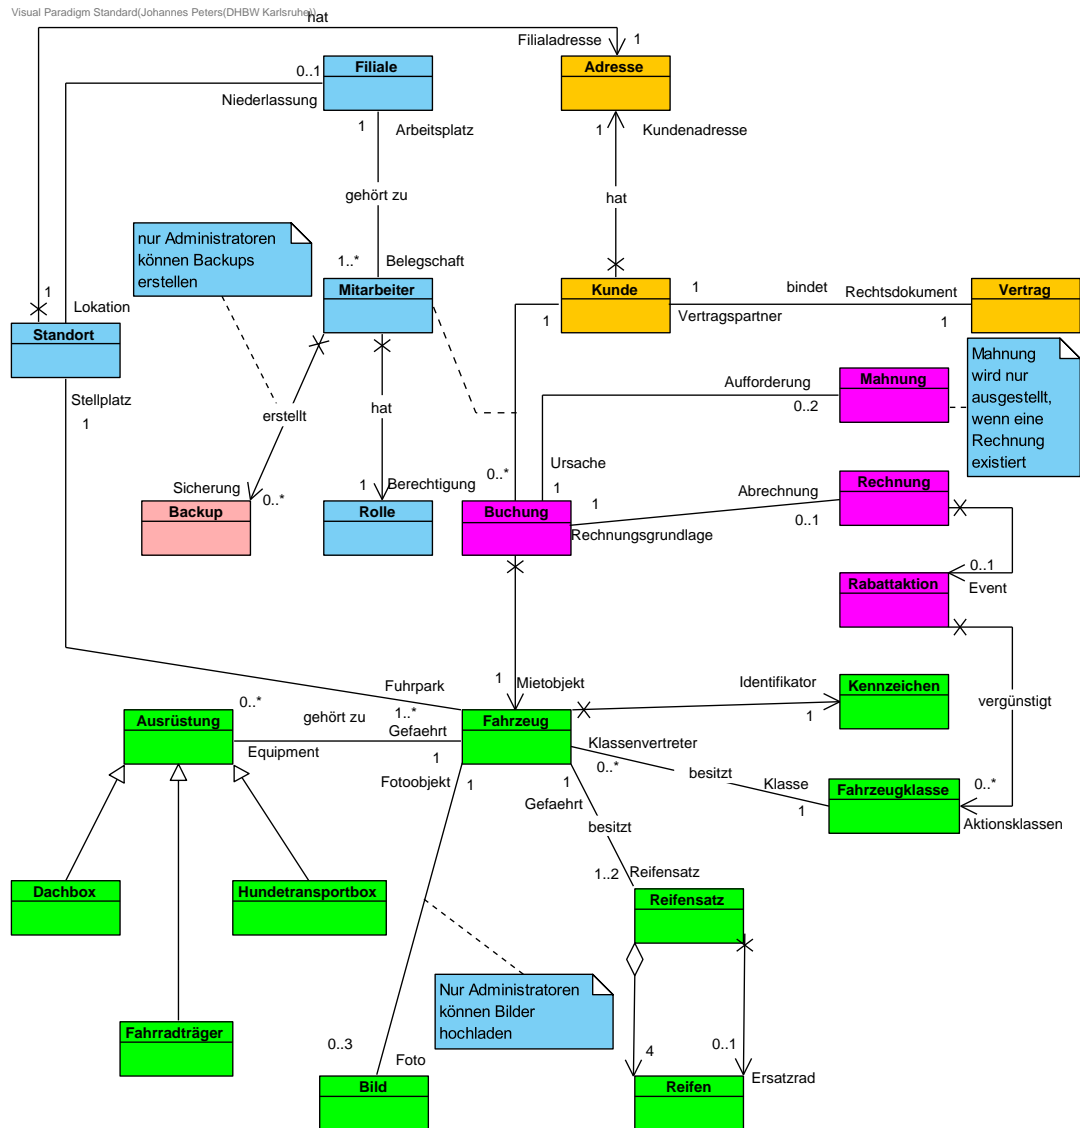 Visual Paradigm Standard(Johannes Peters(DHBW Karlsruhe))
hat
Filialadresse
1
Filiale
Adresse
0..1
Niederlassung
1
Arbeitsplatz
1
Kundenadresse
gehört zu
hat
nur Administratoren
können Backups
erstellen
1..*
Belegschaft
1
Lokation
Mitarbeiter
Kunde
1
bindet
Rechtsdokument
Vertrag
1
Vertragspartner
1
Standort
Stellplatz
1
Mahnung
wird nur
ausgestellt,
wenn eine
Rechnung
existiert
Aufforderung
0..2
Mahnung
erstellt
hat
Sicherung
0..*
1
Berechtigung
0..*
Ursache
1
1
Abrechnung
0..1
Rechnung
Backup
Rolle
Buchung
Rechnungsgrundlage
0..1
Event
Rabattaktion
1
Mietobjekt
Identifikator
1
Kennzeichen
vergünstigt
Fuhrpark
1..*
0..*
gehört zu
Gefaehrt
1
Ausrüstung
Equipment
Fahrzeug
Klassenvertreter
0..*
besitzt
Klasse
1
Fahrzeugklasse
0..*
Aktionsklassen
Fotoobjekt
1
1
Gefaehrt
besitzt
1..2
Reifensatz
Dachbox
Hundetransportbox
Reifensatz
Nur Administratoren
können Bilder
hochladen
Fahrradträger
0..3
Foto
Bild
4
0..1
Ersatzrad
Reifen